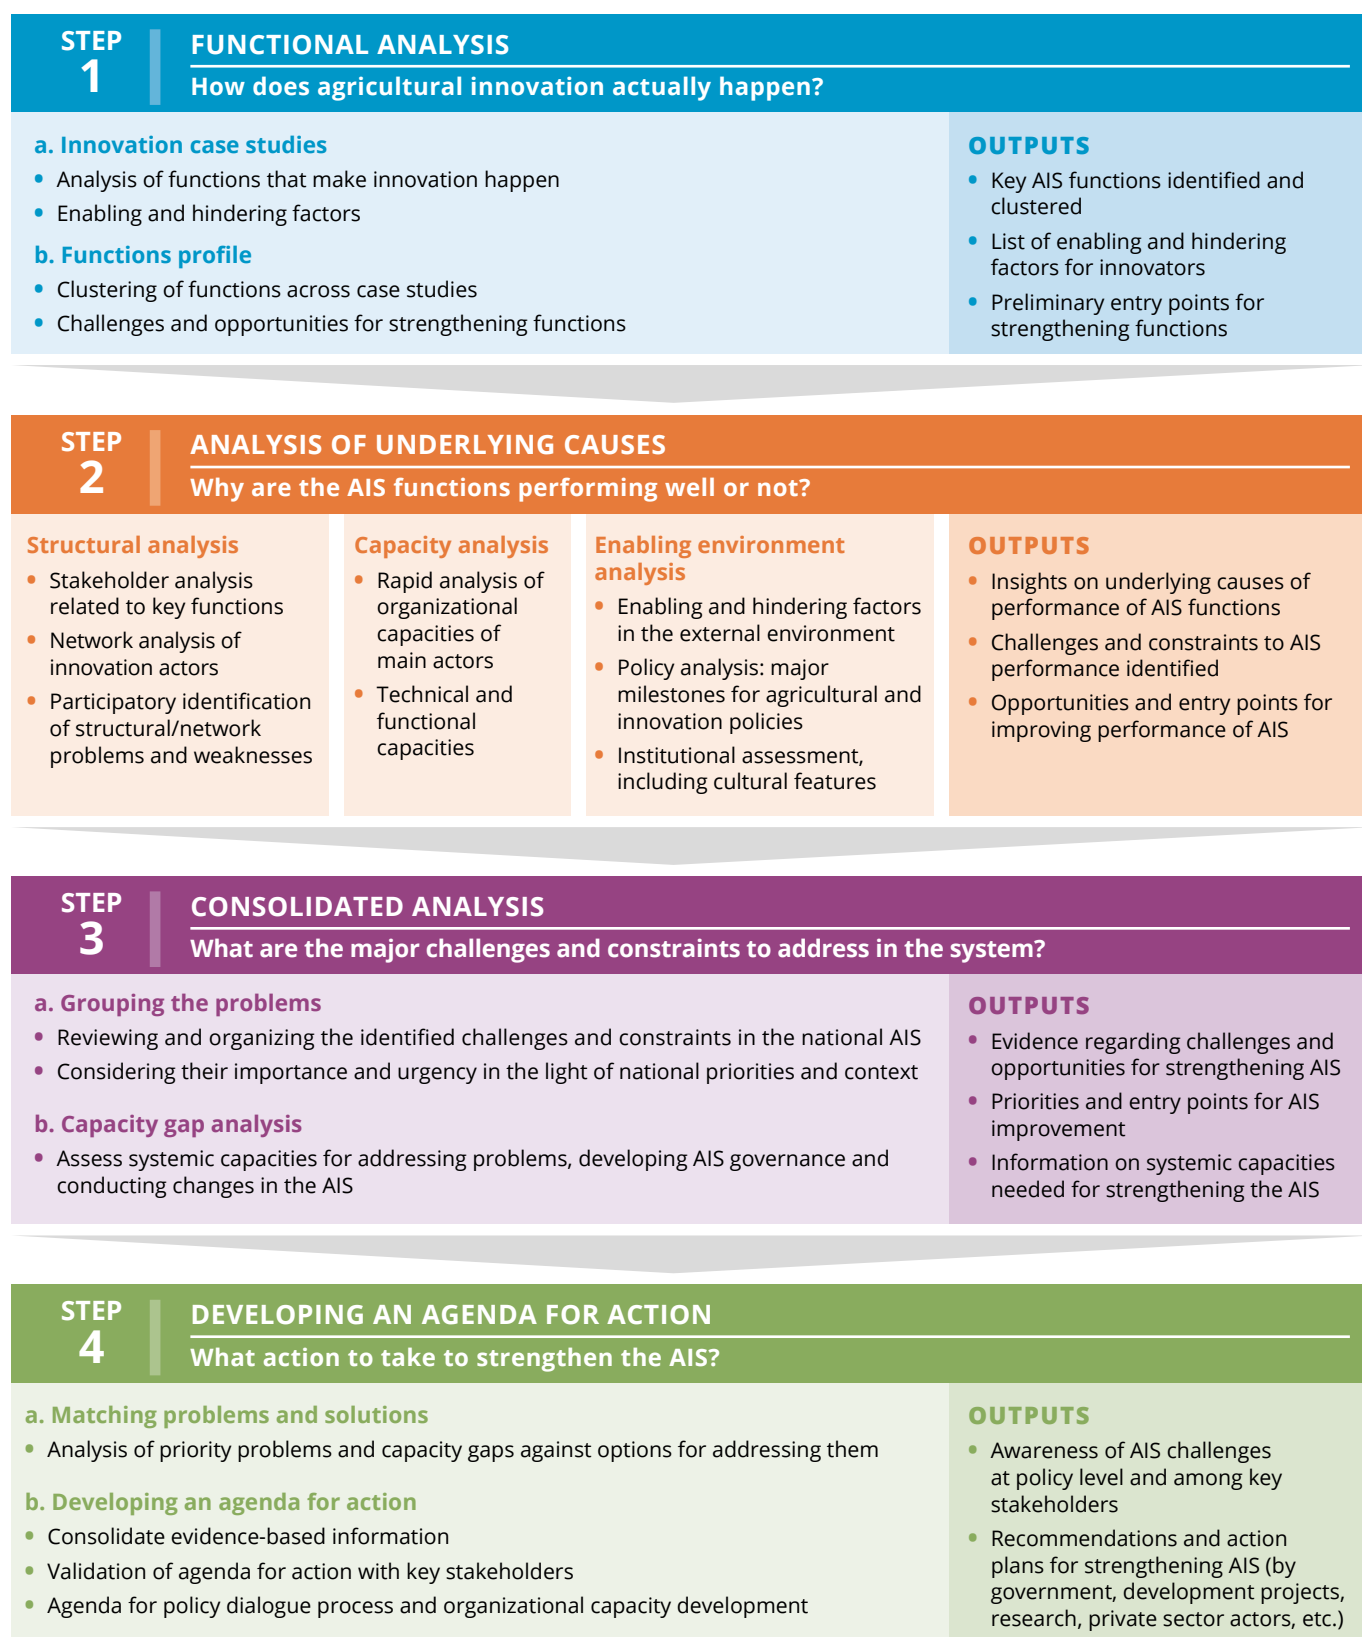 STEP
1
FUNCTIONAL ANALYSIS
How does agricultural innovation actually happen?
a. Innovation case studies
• Analysis of functions that make innovation happen
• Enabling and hindering factors
b. Functions profile
• Clustering of functions across case studies
• Challenges and opportunities for strengthening functions
OUTPUTS
• Key AIS functions identified and
clustered
• List of enabling and hindering
factors for innovators
• Preliminary entry points for
strengthening functions
STEP
2
ANALYSIS OF UNDERLYING CAUSES
Why are the AIS functions performing well or not?
Structural analysis
• Stakeholder analysis
related to key functions
• Network analysis of
innovation actors
• Participatory identification
of structural/network
problems and weaknesses
Capacity analysis
• Rapid analysis of
organizational
capacities of
main actors
• Technical and
functional
capacities
Enabling environment
analysis
• Enabling and hindering factors
in the external environment
• Policy analysis: major
milestones for agricultural and
innovation policies
• Institutional assessment,
including cultural features
OUTPUTS
• Insights on underlying causes of
performance of AIS functions
• Challenges and constraints to AIS
performance identified
• Opportunities and entry points for
improving performance of AIS
STEP
3
CONSOLIDATED ANALYSIS
What are the major challenges and constraints to address in the system?
a. Grouping the problems
• Reviewing and organizing the identified challenges and constraints in the national AIS
• Considering their importance and urgency in the light of national priorities and context
b. Capacity gap analysis
• Assess systemic capacities for addressing problems, developing AIS governance and
conducting changes in the AIS
OUTPUTS
• Evidence regarding challenges and
opportunities for strengthening AIS
• Priorities and entry points for AIS
improvement
• Information on systemic capacities
needed for strengthening the AIS
STEP
4
DEVELOPING AN AGENDA FOR ACTION
What action to take to strengthen the AIS?
a. Matching problems and solutions
• Analysis of priority problems and capacity gaps against options for addressing them
b. Developing an agenda for action
• Consolidate evidence-based information
• Validation of agenda for action with key stakeholders
• Agenda for policy dialogue process and organizational capacity development
OUTPUTS
• Awareness of AIS challenges
at policy level and among key
stakeholders
• Recommendations and action
plans for strengthening AIS (by
government, development projects,
research, private sector actors, etc.)